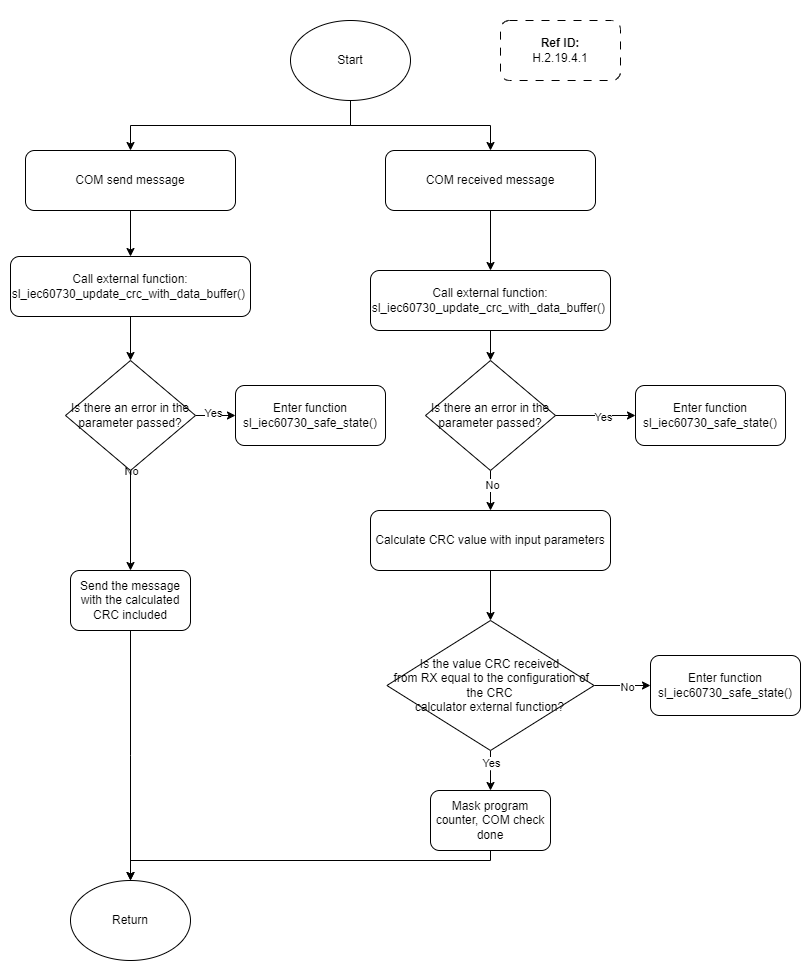 Start
Ref ID:
H.2.19.4.1
COM send message
COM received message
Call external function:
sl_iec60730_update_crc_with_data_buffer()
Call external function:
sl_iec60730_update_crc_with_data_buffer()
Is there an error in the
parameter passed?
Yes
Enter function
sl_iec60730_safe_state()
Is there an error in the
parameter passed?
Yes
Enter function
sl_iec60730_safe_state()
No
No
Calculate CRC value with input parameters
Send the message
with the calculated
CRC included
Is the value CRC received
from RX equal to the configuration of
the CRC
calculator external function?
No
Enter function
sl_iec60730_safe_state()
Yes
Mask program
counter, COM check
done
Return